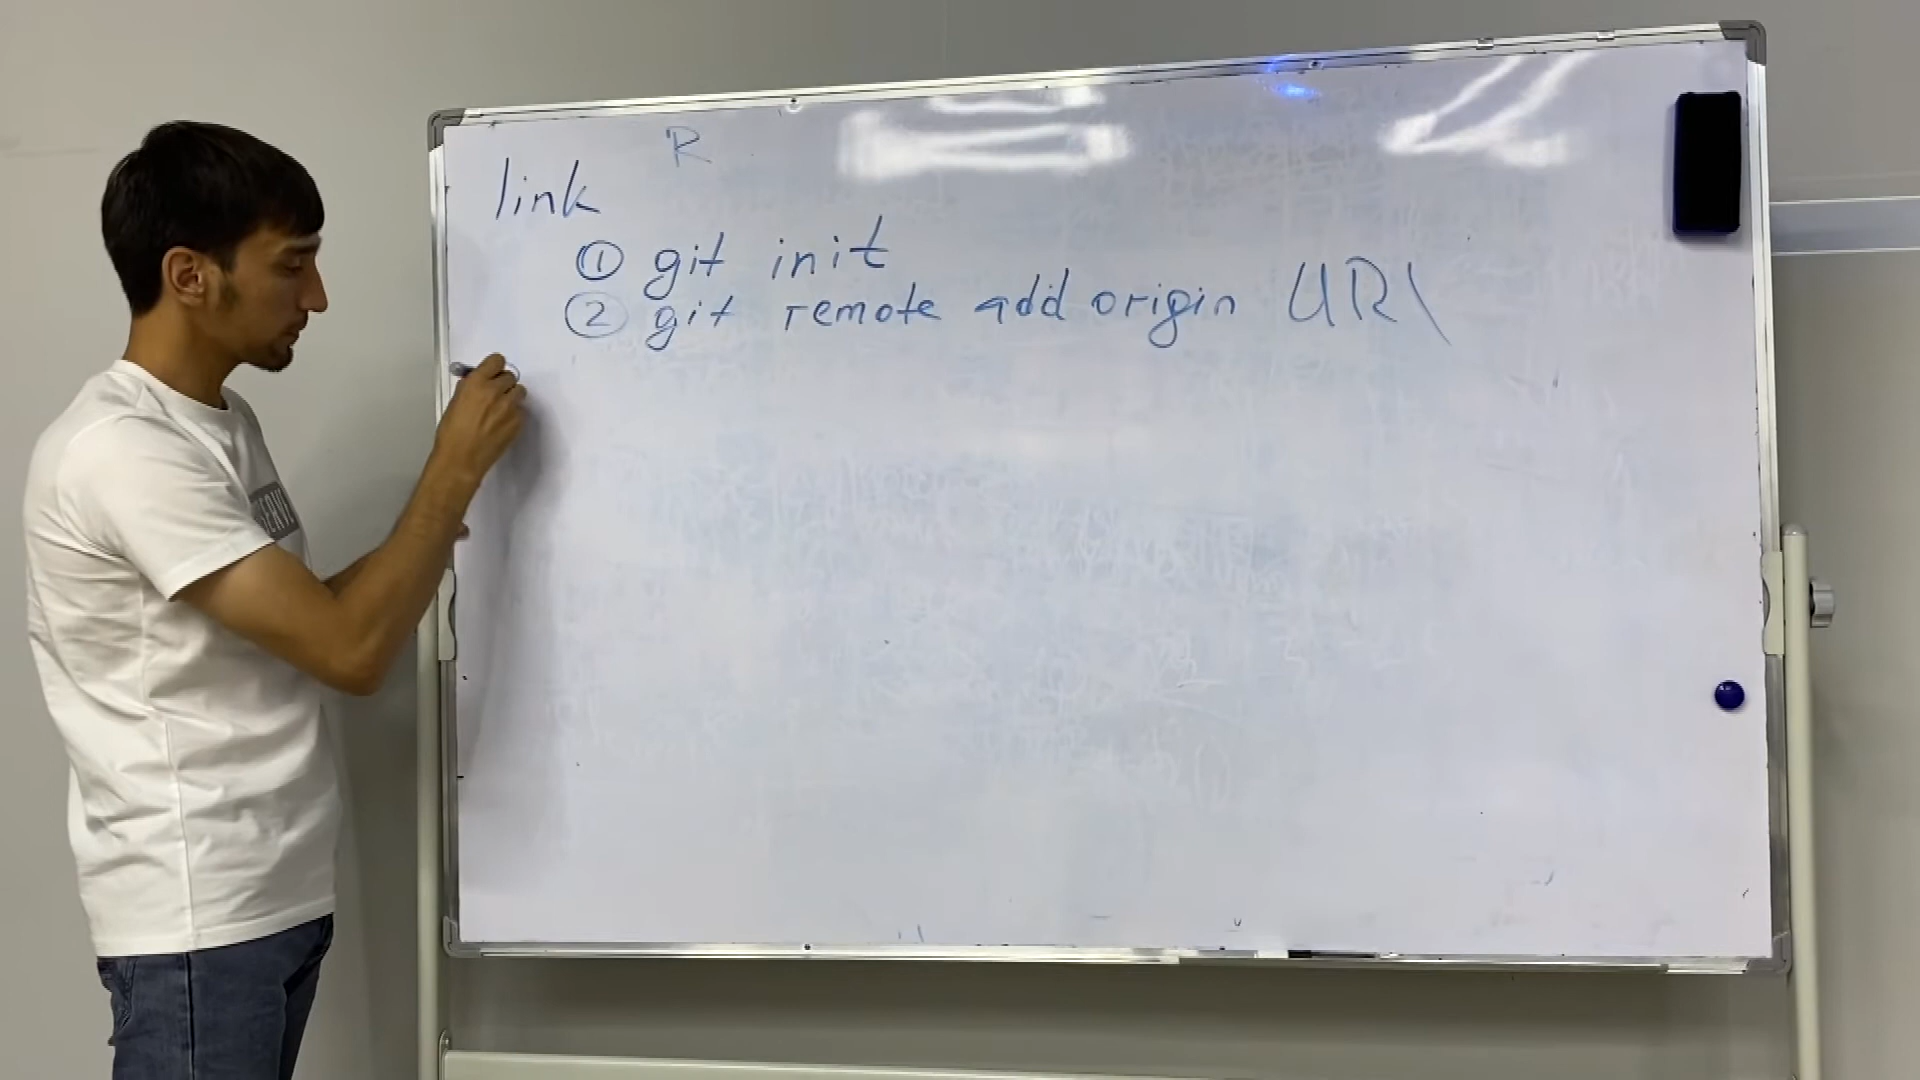 R
link
① git init
② git remote add origin URL